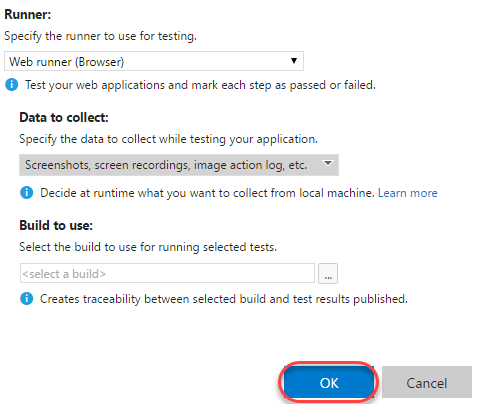 Runner:
Specify the runner to use for testing.
Web runner (Browser)
Test your web applications and mark each step as passed or failed.
Data to collect:
Specify the data to collect while testing your application.
Screenshots, screen recordings, image action log, etc.
Decide at runtime what you want to collect from local machine. Learn more
Build to use:
Select the build to use for running selected tests.
<select a build> ...
Creates traceability between selected build and test results published.
OK Cancel